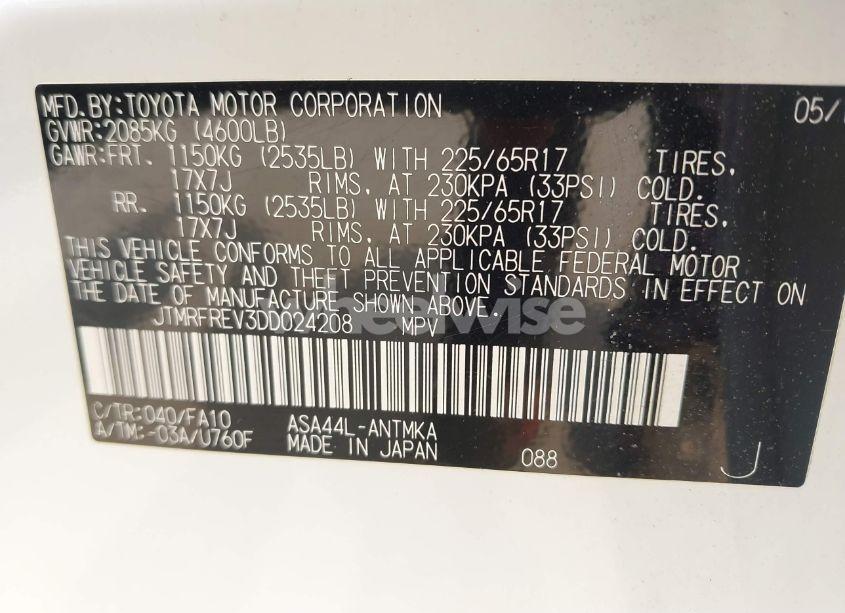 MFD.BY:TOYOTA MOTOR CORPORATION 05/
GVWR:2085KG (4600LB)
GAWR:FRT. 1150KG (2535LB) WITH 225/65R17 TIRES,
17X7J RIMS, AT 230KPA (33PSI) COLD.
RR. 1150KG (2535LB) WITH 225/65R17 TIRES,
17X7J RIMS, AT 230KPA (33PSI) COLD.
THIS VEHICLE CONFORMS TO ALL APPLICABLE FEDERAL MOTOR
VEHICLE SAFETY AND THEFT PREVENTION STANDARDS IN EFFECT ON
THE DATE OF MANUFACTURE SHOWN ABOVE.
JTMRFREV3DD024208 MPV
C/TR:040/FA10 ASA44L-ANTMKA
A/TM:-03A/U760F MADE IN JAPAN 088 J